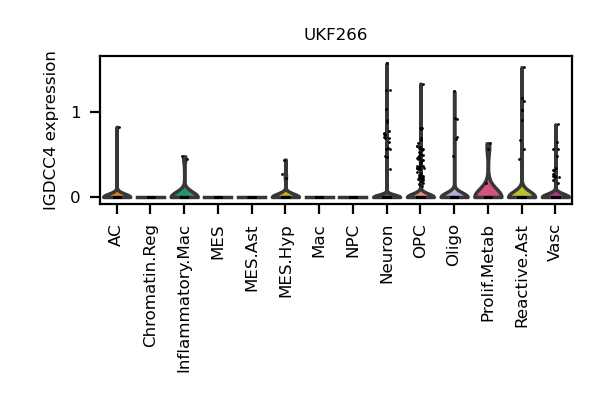 UKF266
IGDCC4 expression
1
0
AC
Chromatin.Reg
Inflammatory.Mac
MES
MES.Ast
MES.Hyp
Mac
NPC
Neuron
OPC
Oligo
Prolif.Metab
Reactive.Ast
Vasc